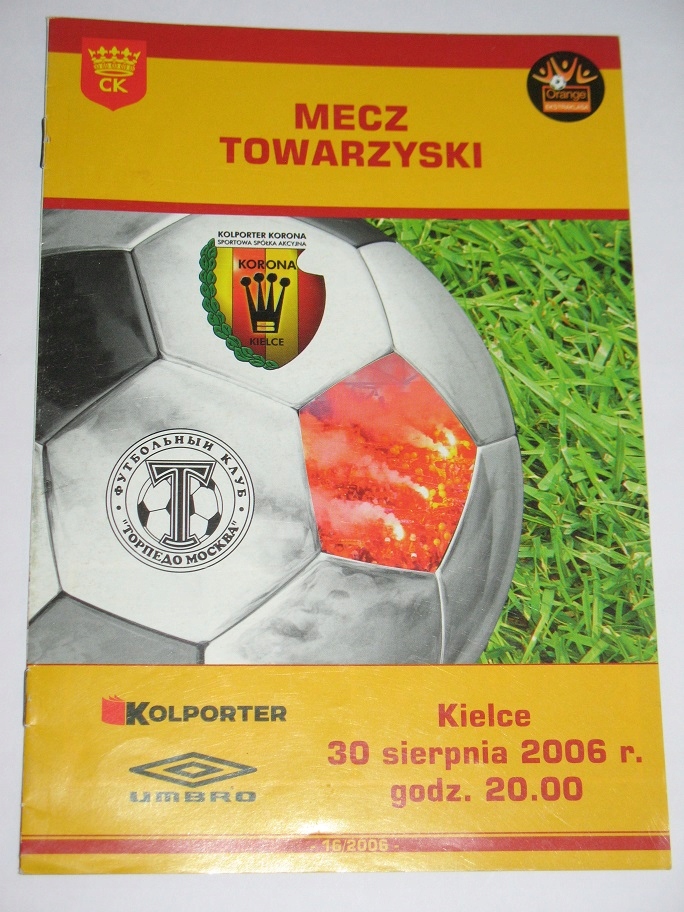 CK
Orange
EKSTRAKLASA
MECZ
TOWARZYSKI
KOLPORTER KORONA
SPORTOWA SPÓŁKA AKCYJNA
KORONA
KIELCE
ФУТБОЛЬНЫЙ КЛУБ
"ТОРПЕДО МОСКВА"
Т
KOLPORTER
umbro
Kielce
30 sierpnia 2006 r.
godz. 20.00
- 16/2006 -